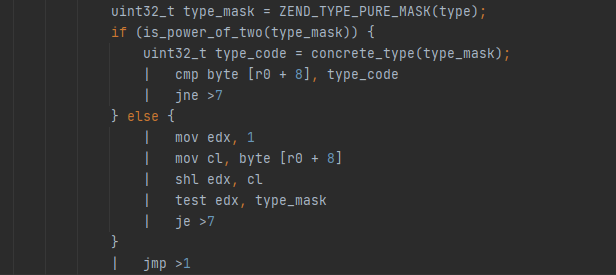 uint32_t type_mask = ZEND_TYPE_PURE_MASK(type);
if (is_power_of_two(type_mask)) {
uint32_t type_code = concrete_type(type_mask);
| cmp byte [r0 + 8], type_code
| jne >7
} else {
| mov edx, 1
| mov cl, byte [r0 + 8]
| shl edx, cl
| test edx, type_mask
| je >7
}
| jmp >1